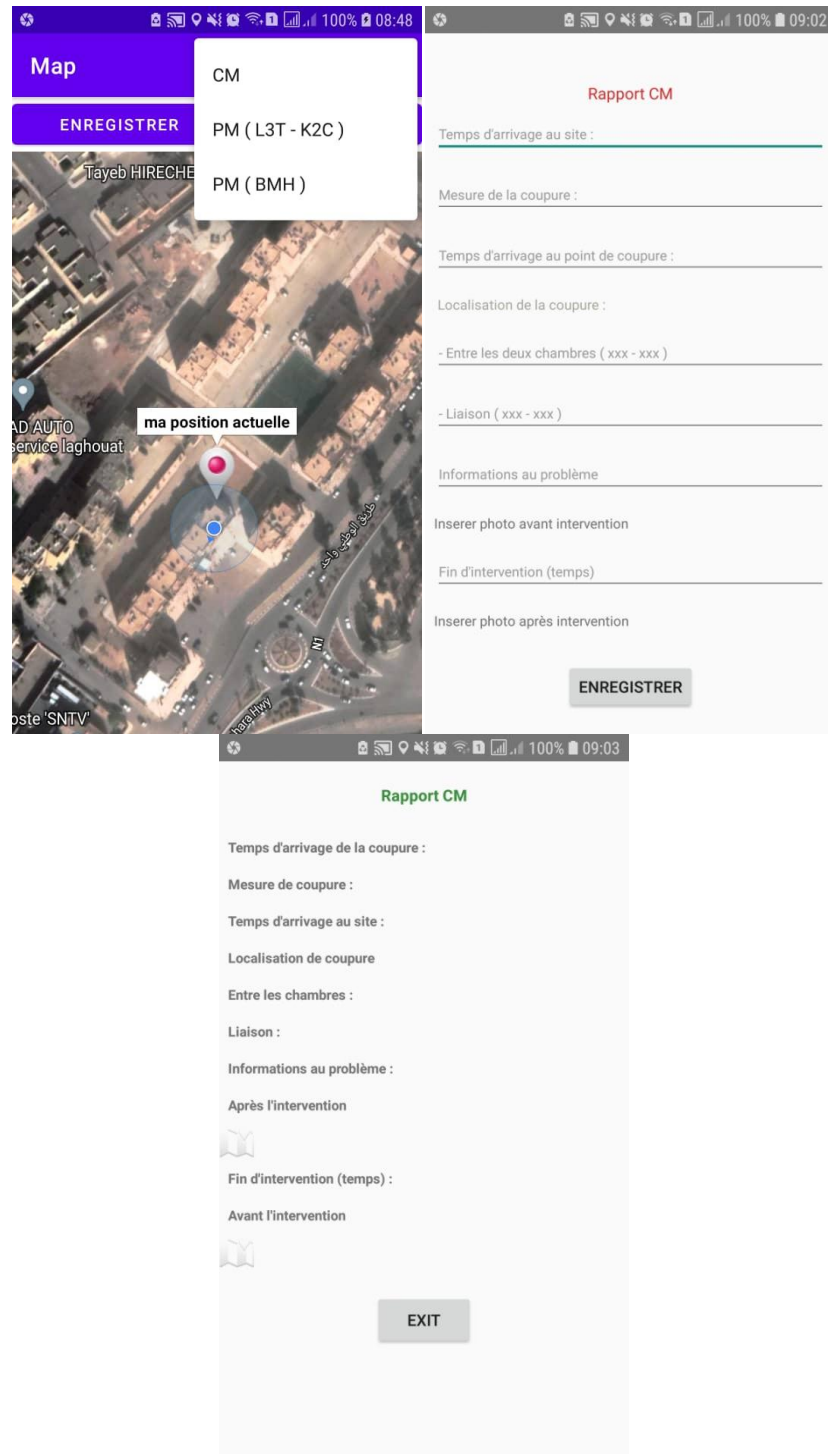 100% 08:48
Map
CM
PM ( L3T - K2C )
PM ( BMH )
ENREGISTRER
Tayeb HIRECHE
AD AUTO
service laghouat
ma position actuelle
طريق الوطني واحد
N1
hara Hwy
oste 'SNTV'
100% 09:02
Rapport CM
Temps d'arrivage au site :
Mesure de la coupure :
Temps d'arrivage au point de coupure :
Localisation de la coupure :
- Entre les deux chambres ( xxx - xxx )
- Liaison ( xxx - xxx )
Informations au problème
Inserer photo avant intervention
Fin d'intervention (temps)
Inserer photo après intervention
ENREGISTRER
100% 09:03
Rapport CM
Temps d'arrivage de la coupure :
Mesure de coupure :
Temps d'arrivage au site :
Localisation de coupure
Entre les chambres :
Liaison :
Informations au problème :
Après l'intervention
Fin d'intervention (temps) :
Avant l'intervention
EXIT